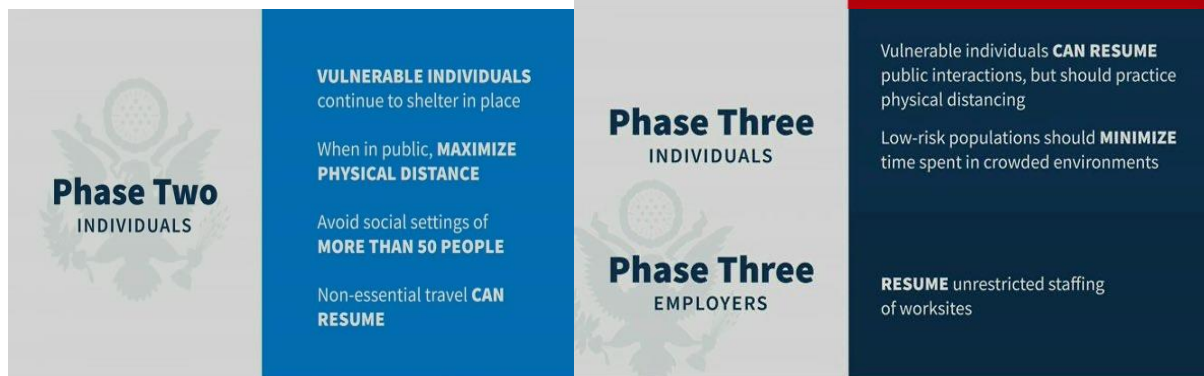 Phase Two
INDIVIDUALS
VULNERABLE INDIVIDUALS
continue to shelter in place
When in public, MAXIMIZE
PHYSICAL DISTANCE
Avoid social settings of
MORE THAN 50 PEOPLE
Non-essential travel CAN
RESUME
Phase Three
INDIVIDUALS
Vulnerable individuals CAN RESUME
public interactions, but should practice
physical distancing
Low-risk populations should MINIMIZE
time spent in crowded environments
Phase Three
EMPLOYERS
RESUME unrestricted staffing
of worksites